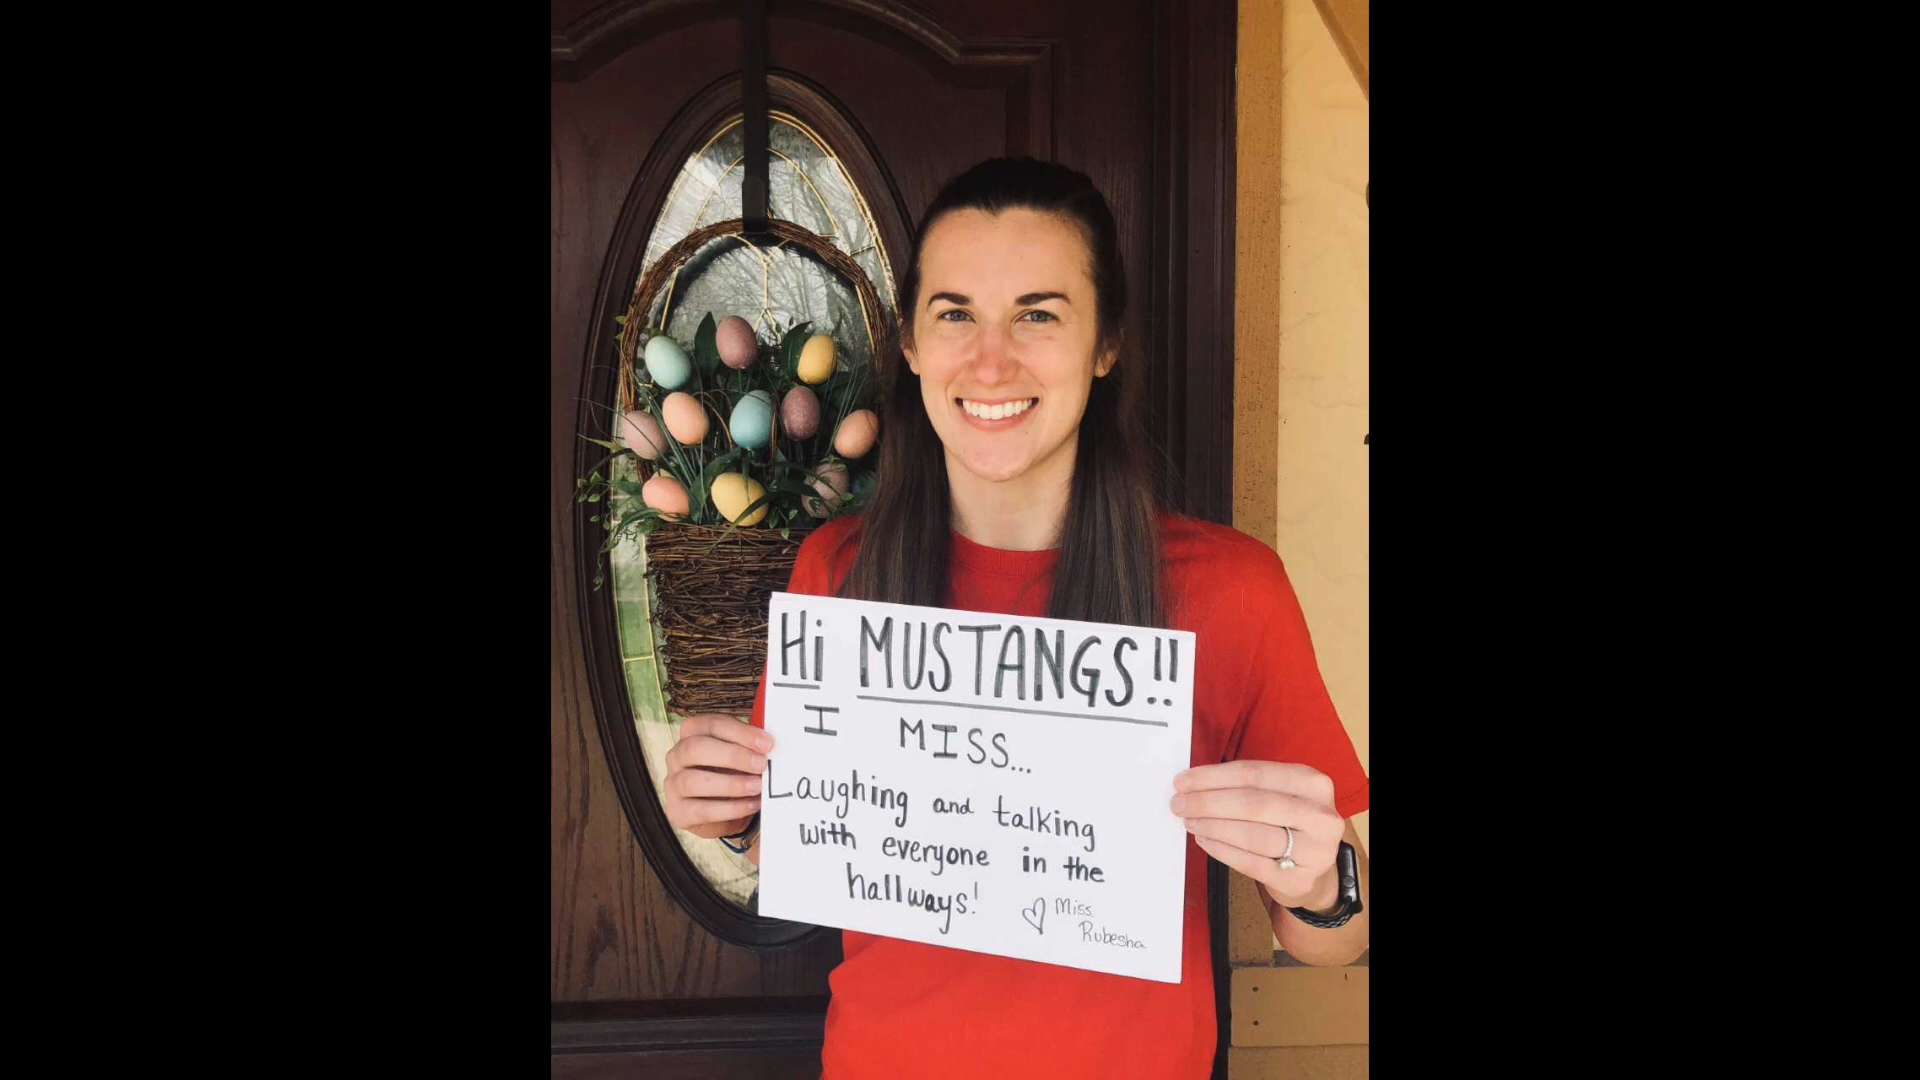 Hi MUSTANGS!!
I MISS...
Laughing and talking
with everyone in the
hallways!
♡ Miss.
Rubesha